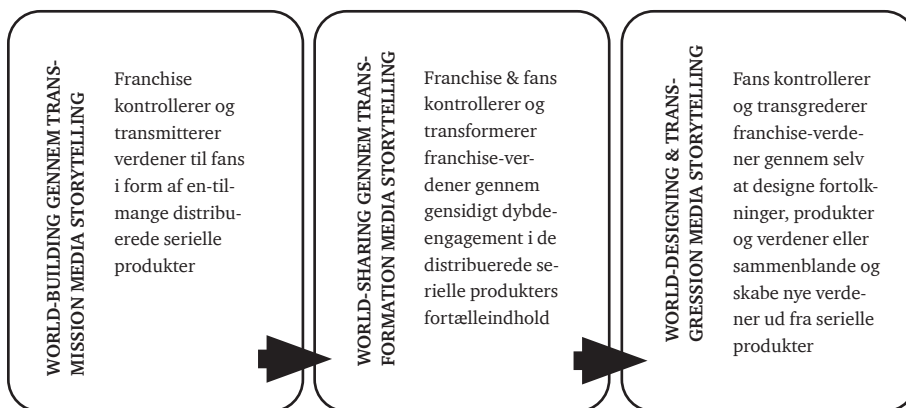 WORLD-BUILDING GENNEM TRANS-
MISSION MEDIA STORYTELLING
Franchise
kontrollerer og
transmitterer
verdener til fans
i form af en-til-
mange distribu-
erede serielle
produkter
WORLD-SHARING GENNEM TRANS-
FORMATION MEDIA STORYTELLING
Franchise & fans
kontrollerer og
transformerer
franchise-ver-
dener gennem
gensidigt dybde-
engagement i de
distribuerede se-
rielle produkters
fortælleindhold
WORLD-DESIGNING & TRANS-
GRESSION MEDIA STORYTELLING
Fans kontrollerer
og transgrederer
franchise-verde-
ner gennem selv
at designe fortolk-
ninger, produkter
og verdener eller
sammenblande og
skabe nye verde-
ner ud fra serielle
produkter